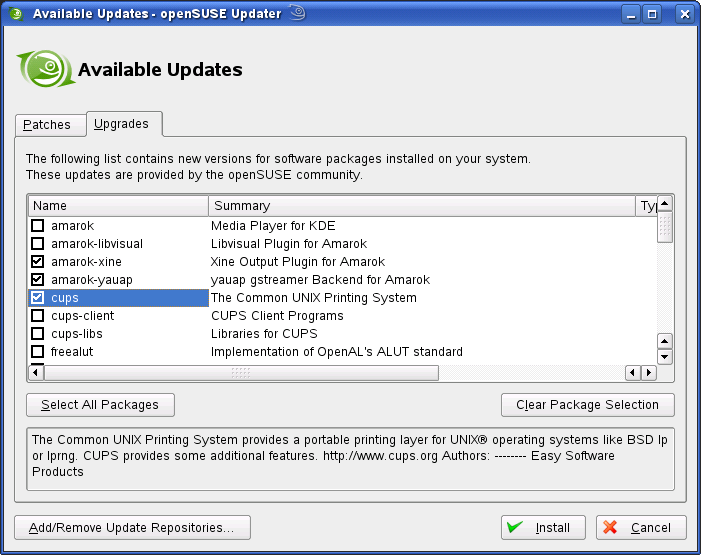 Available Updates - openSUSE Updater
Available Updates
Patches
Upgrades
The following list contains new versions for software packages installed on your system.
These updates are provided by the openSUSE community.
Name Summary Typ
amarok Media Player for KDE
amarok-libvisual Libvisual Plugin for Amarok
amarok-xine Xine Output Plugin for Amarok
amarok-yauap yauap gstreamer Backend for Amarok
cups The Common UNIX Printing System
cups-client CUPS Client Programs
cups-libs Libraries for CUPS
freealut Implementation of OpenAL's ALUT standard
Select All Packages
Clear Package Selection
The Common UNIX Printing System provides a portable printing layer for UNIX® operating systems like BSD lp
or lprng. CUPS provides some additional features. http://www.cups.org Authors: -------- Easy Software
Products
Add/Remove Update Repositories...
Install
Cancel